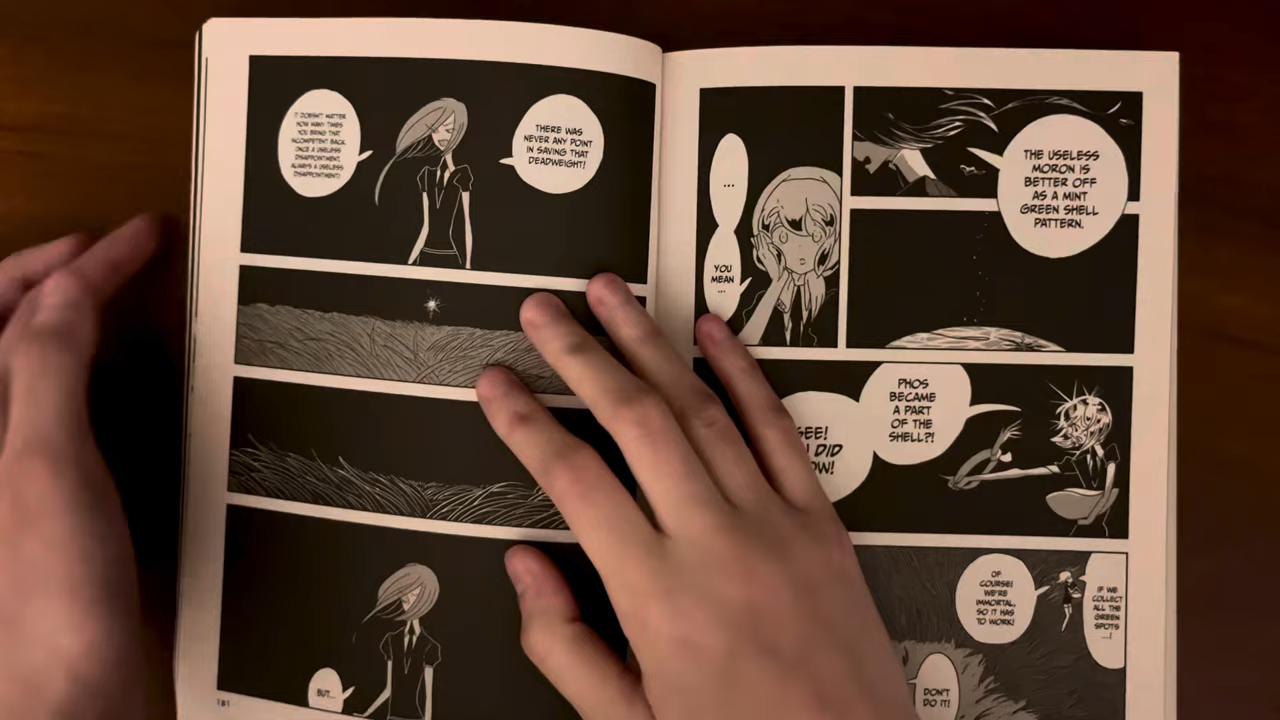 THE USELESS
MORON IS
BETTER OFF
AS A MINT
GREEN SHELL
PATTERN.
...
YOU
MEAN
...
PHOS
BECAME
A PART
OF THE
SHELL?!
SEE!
DID
IF WE
COLLECT
ALL THE
GREEN
SPOTS
...!
OF
COURSE!
WE'RE
IMMORTAL,
SO IT HAS
TO WORK!
DON'T
DO IT!
THERE WAS
NEVER ANY POINT
IN SAVING THAT
DEADWEIGHT!
IT DOESN'T MATTER
HOW MANY TIMES
YOU BRING THAT
INCOMPETENT BACK.
ONCE A USELESS
DISAPPOINTMENT,
ALWAYS A USELESS
DISAPPOINTMENT!
BUT...
181